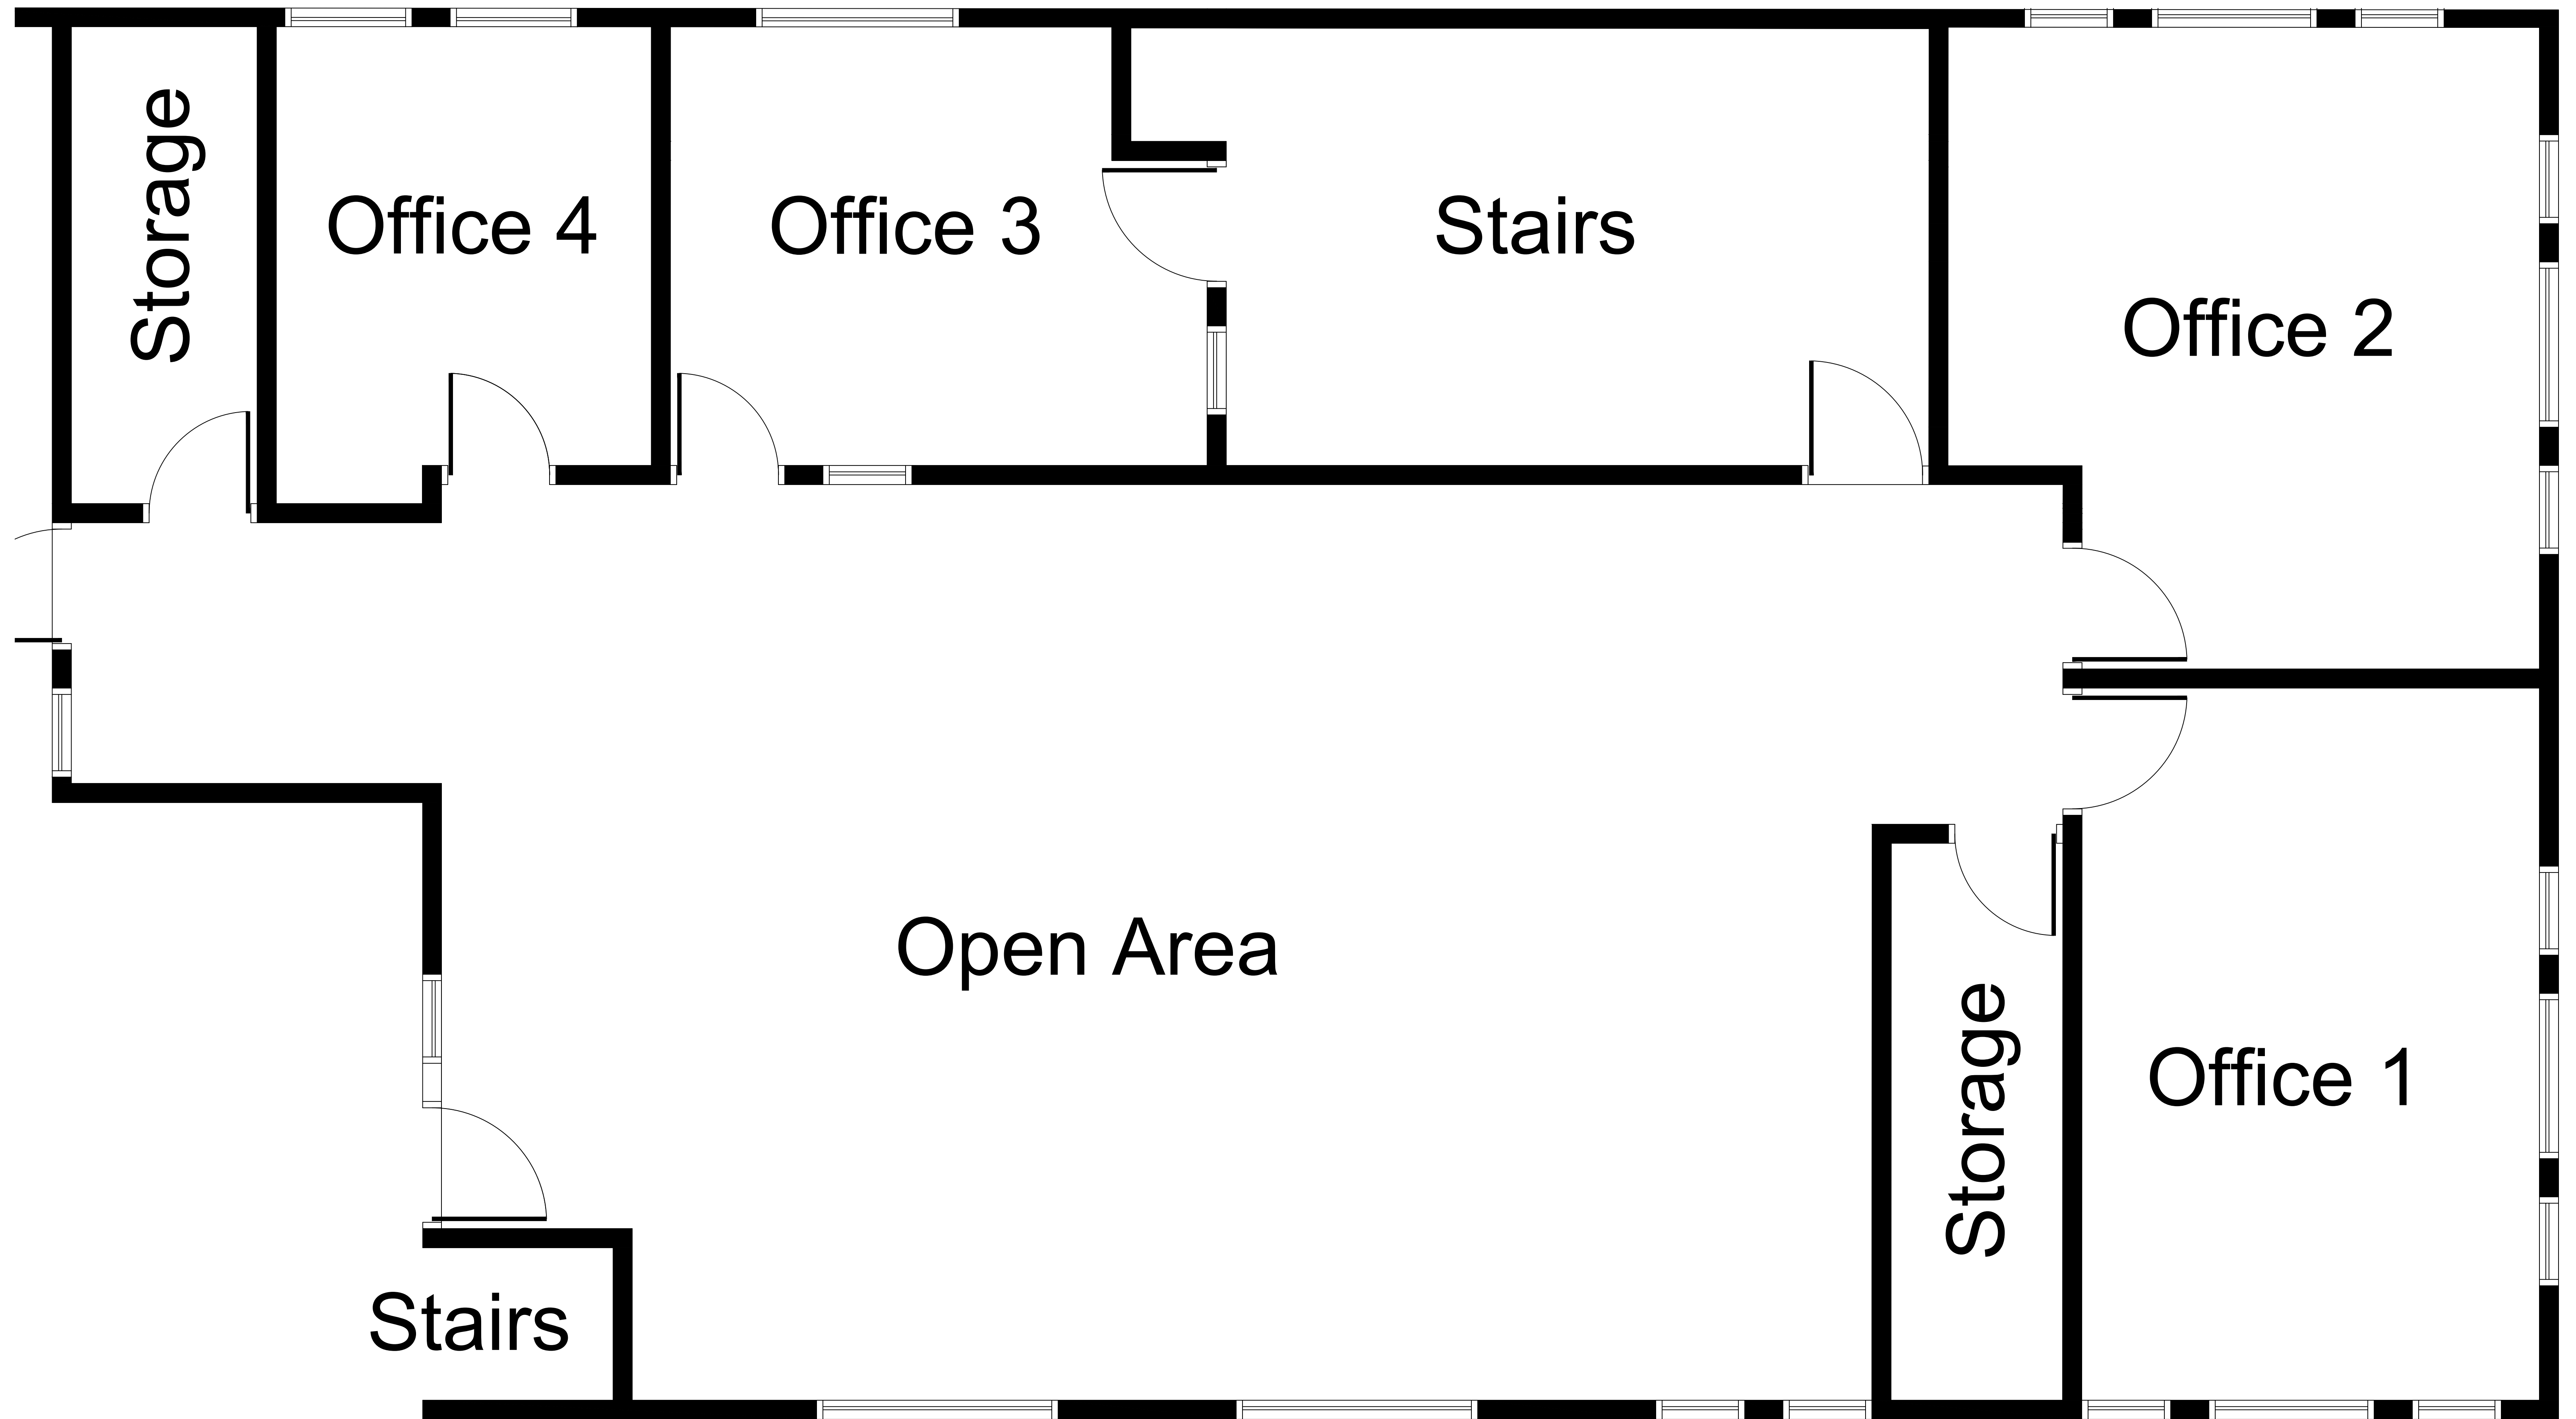 Storage
Office 4
Office 3
Stairs
Office 2
Open Area
Storage
Office 1
Stairs